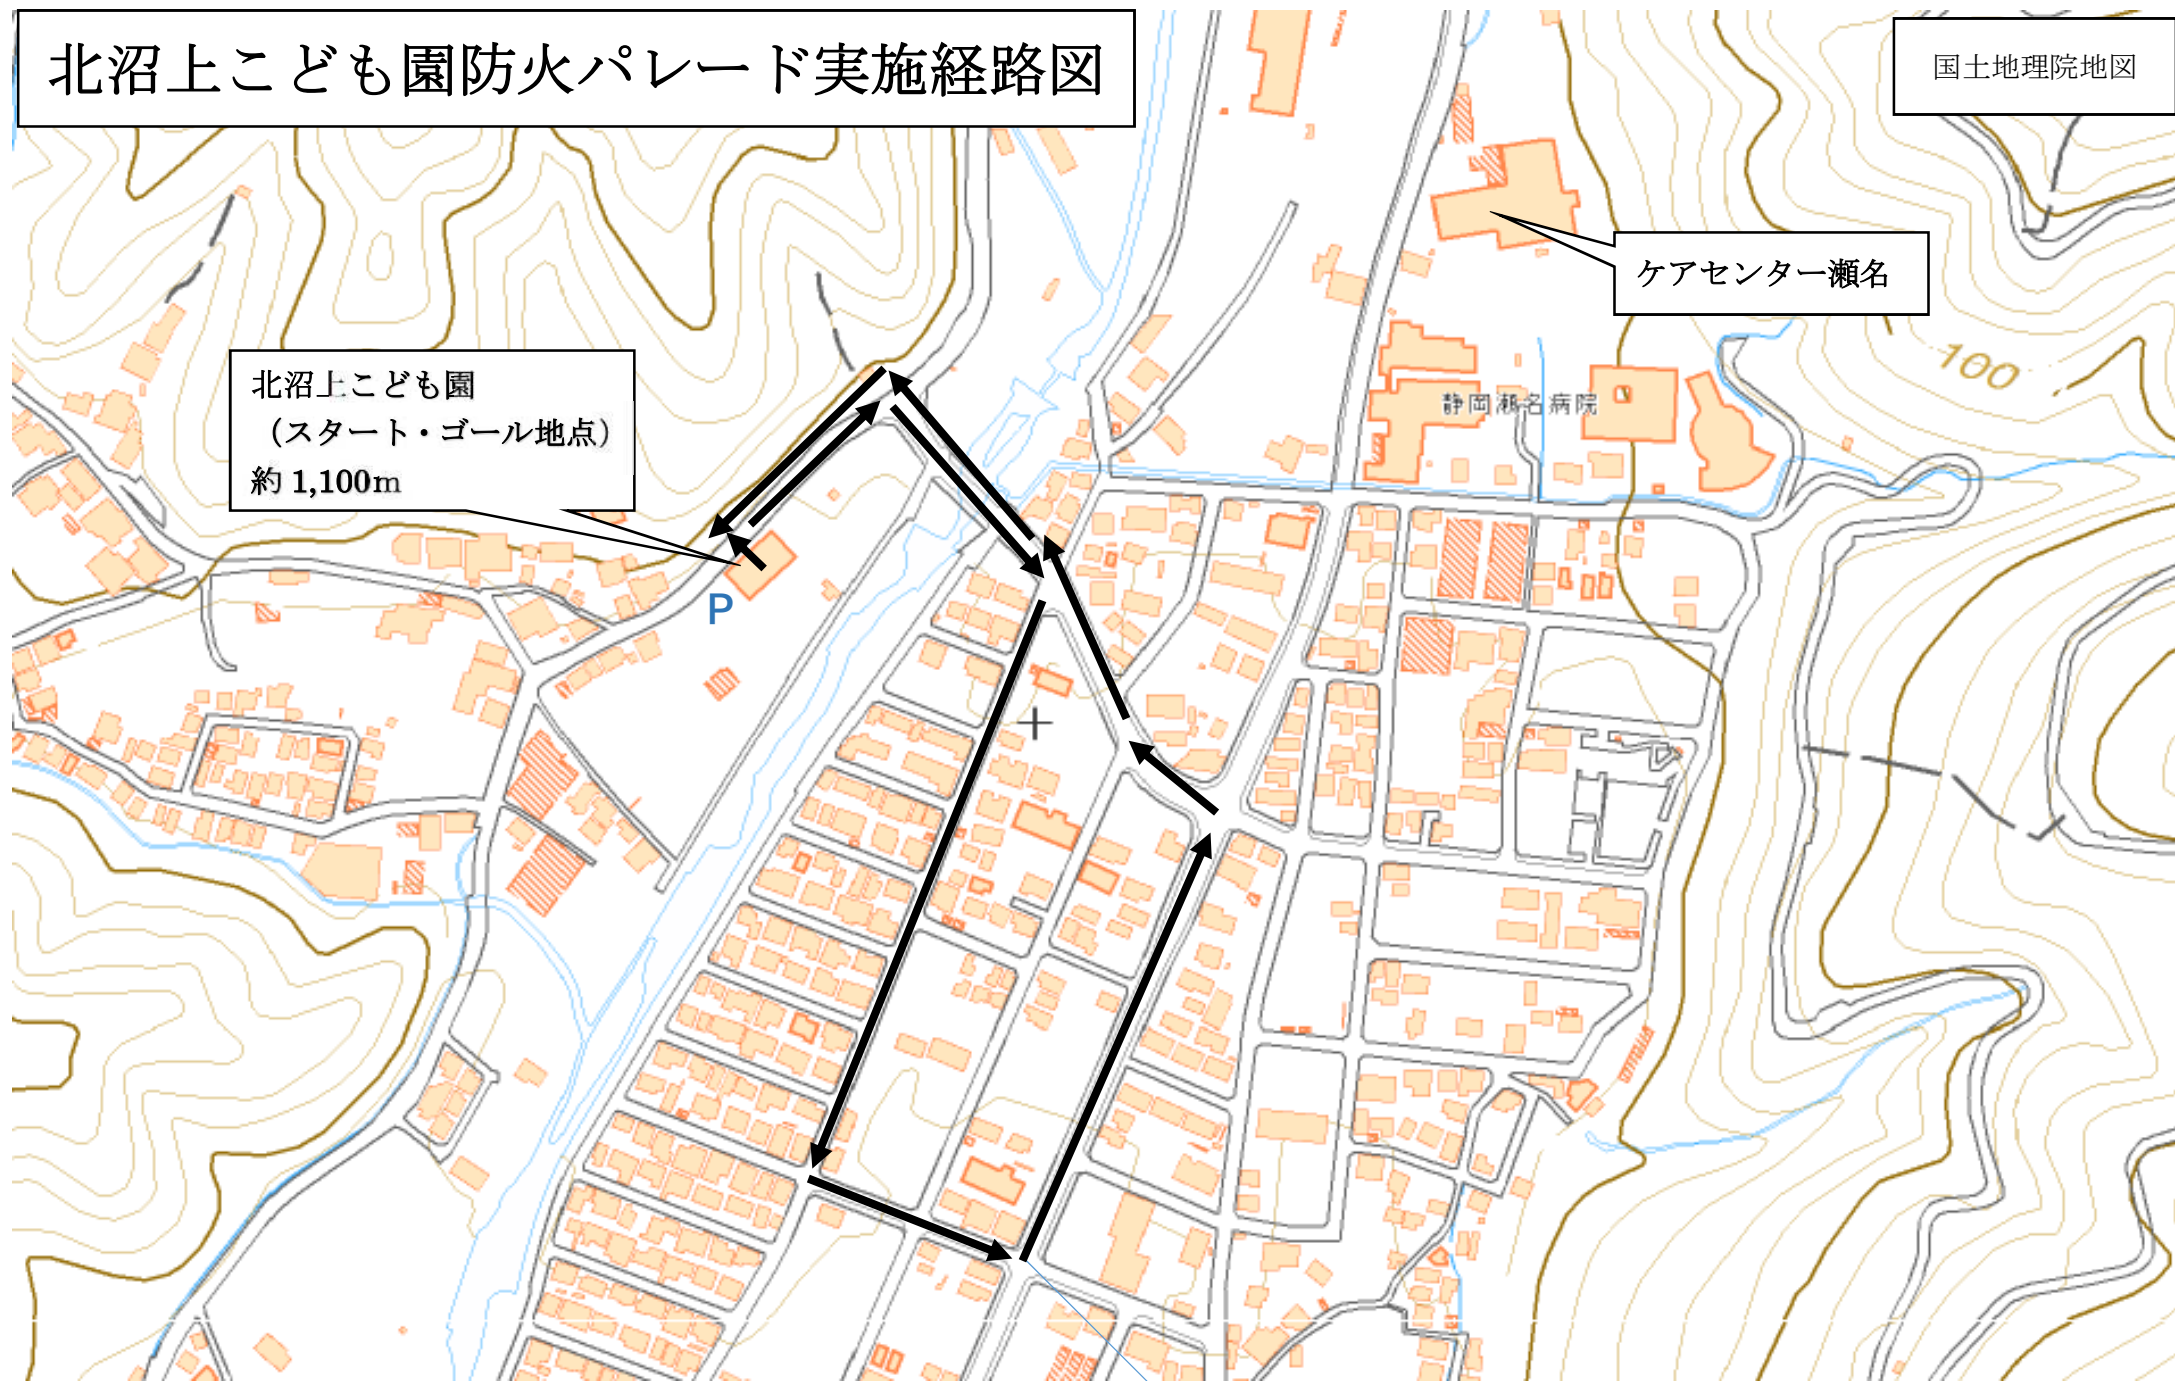 北沼上こども園防火パレード実施経路図
国土地理院地図
ケアセンター瀬名
100
北沼上こども園
（スタート・ゴール地点）
約 1,100m
静岡瀬名病院
P